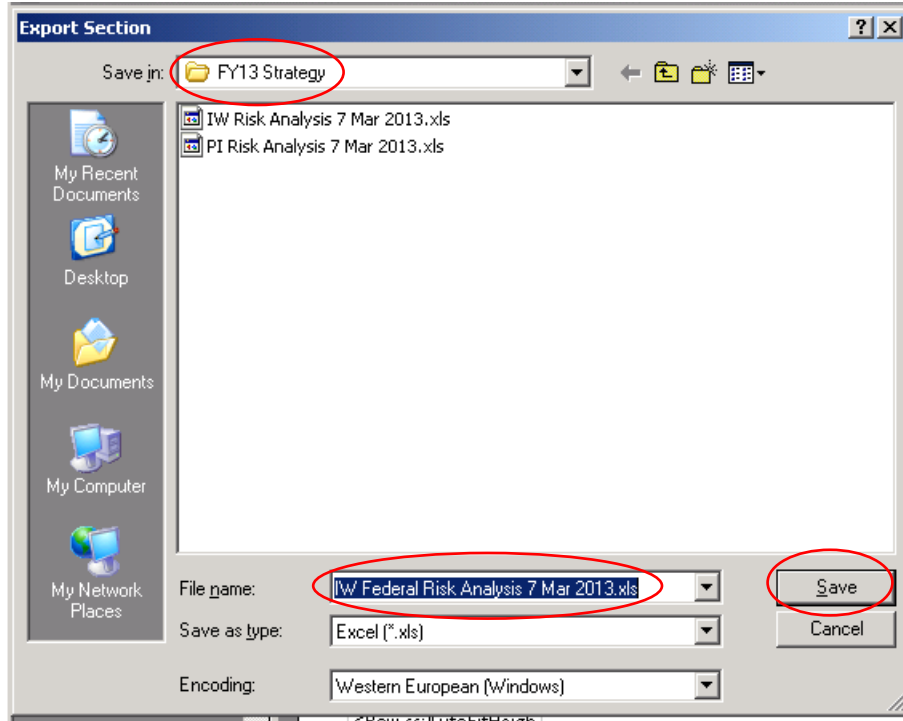 Export Section
Save in: FY13 Strategy
IW Risk Analysis 7 Mar 2013.xls
PI Risk Analysis 7 Mar 2013.xls
My Recent
Documents
Desktop
My Documents
My Computer
My Network
Places
File name: IW Federal Risk Analysis 7 Mar 2013.xls Save
Save as type: Excel (*.xls) Cancel
Encoding: Western European (Windows)